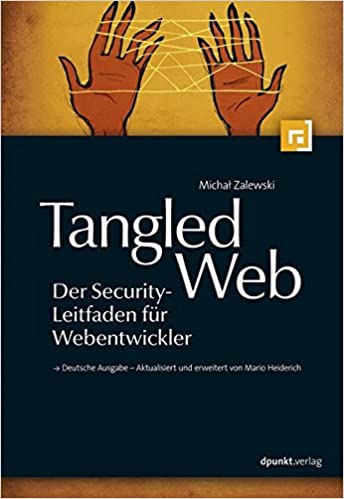 Michał Zalewski
Tangled
Web
Der Security-
Leitfaden für
Webentwickler
→ Deutsche Ausgabe – Aktualisiert und erweitert von Mario Heiderich
dpunkt.verlag